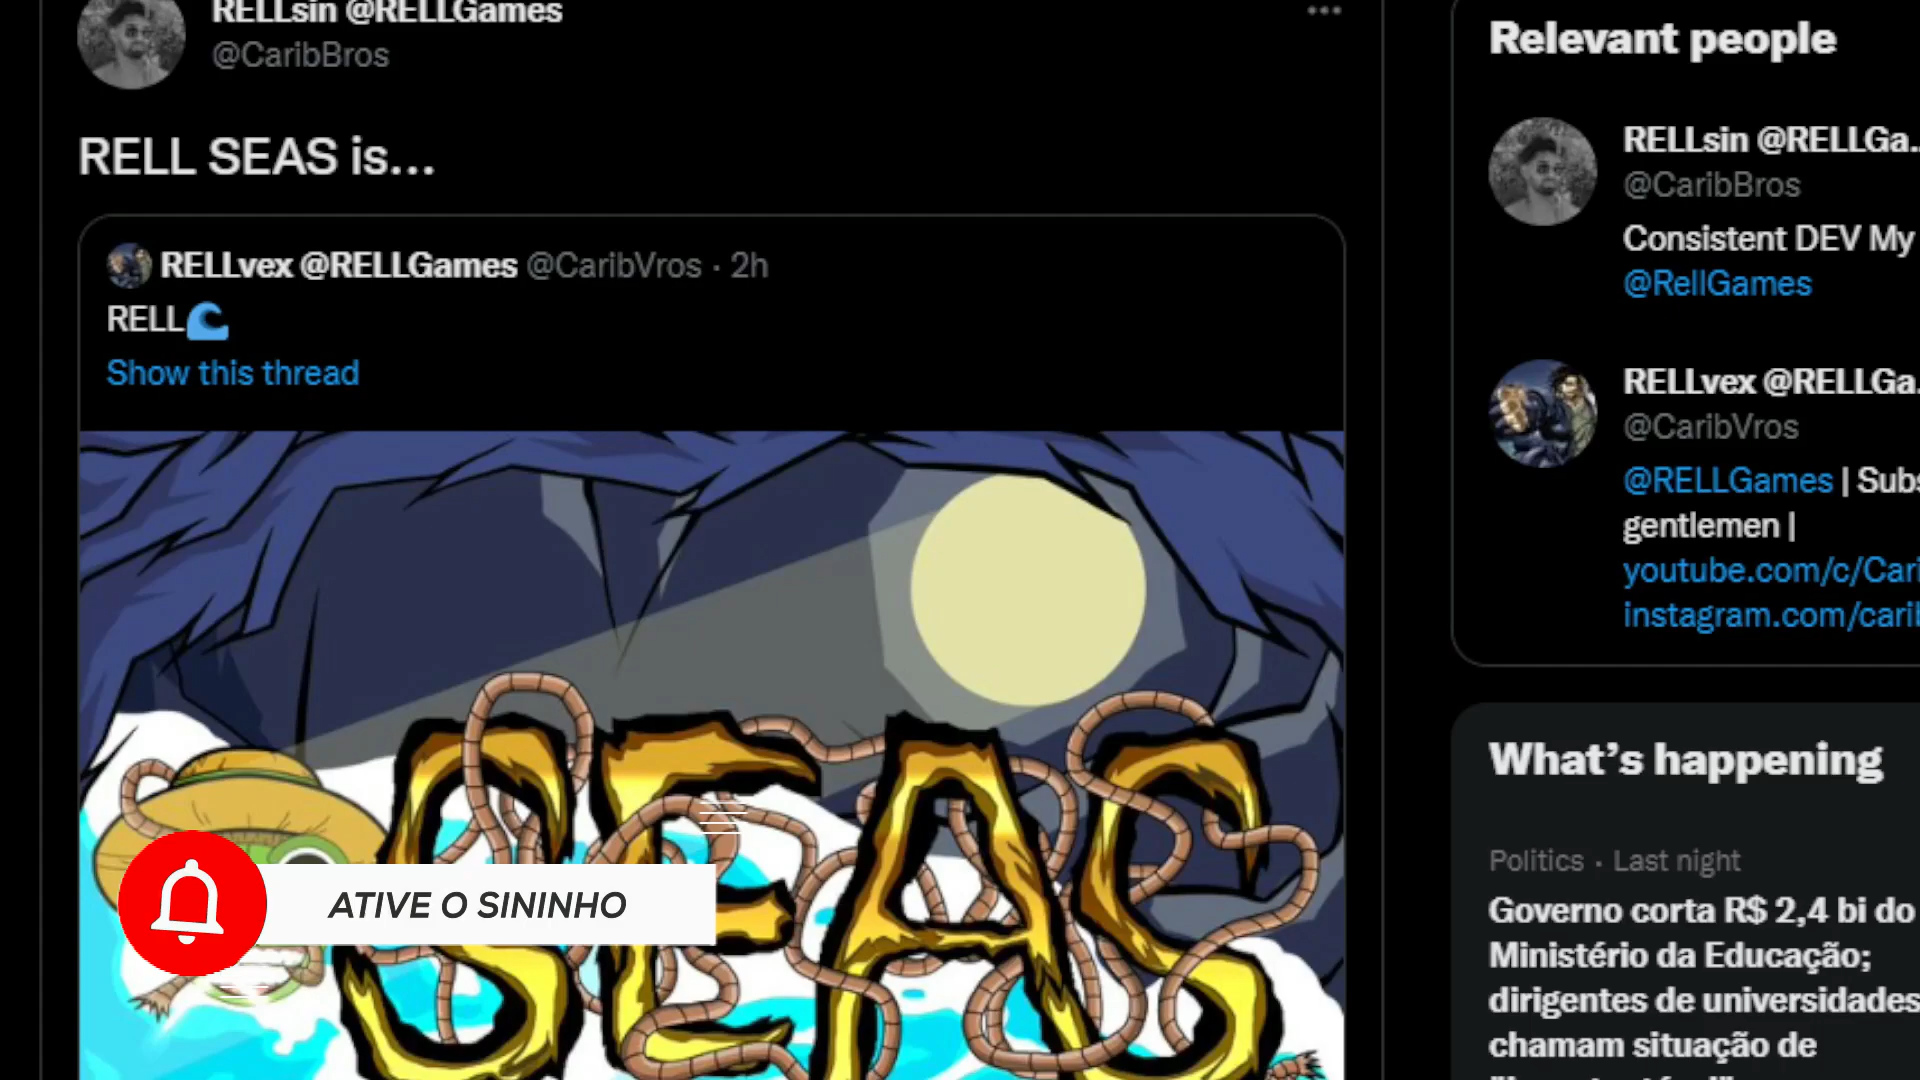 RELLsin @RELLGames
@CaribBros
RELL SEAS is...
RELLvex @RELLGames @CaribVros · 2h
RELL🌊
Show this thread
SEAS
ATIVE O SININHO
Relevant people
RELLsin @RELLGa..
@CaribBros
Consistent DEV My
@RellGames
RELLvex @RELLGa..
@CaribVros
@RELLGames | Subs
gentlemen |
youtube.com/c/Cari
instagram.com/carib
What's happening
Politics · Last night
Governo corta R$ 2,4 bi do
Ministério da Educação;
dirigentes de universidades
chamam situação de